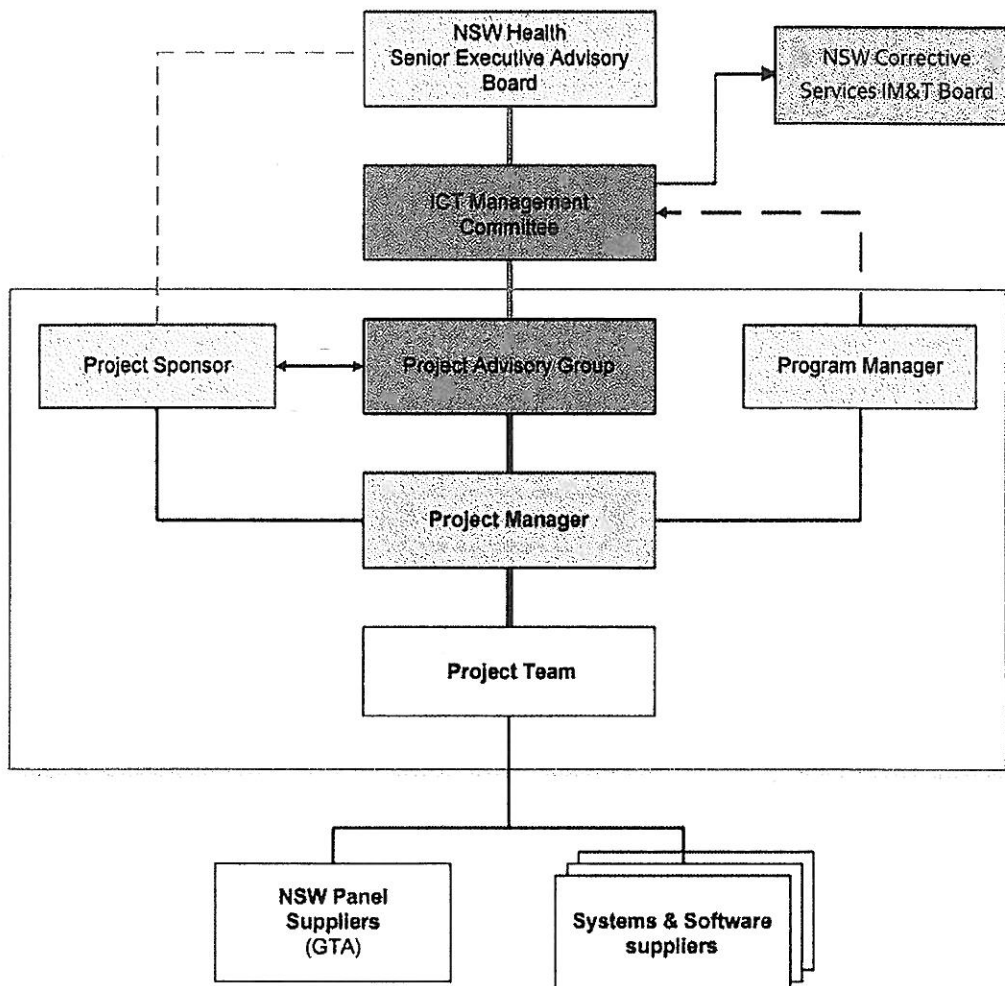 NSW Health
Senior Executive Advisory
Board
NSW Corrective
Services IM&T Board
ICT Management
Committee
Project Sponsor
Project Advisory Group
Program Manager
Project Manager
Project Team
NSW Panel
Suppliers
(GTA)
Systems & Software
suppliers